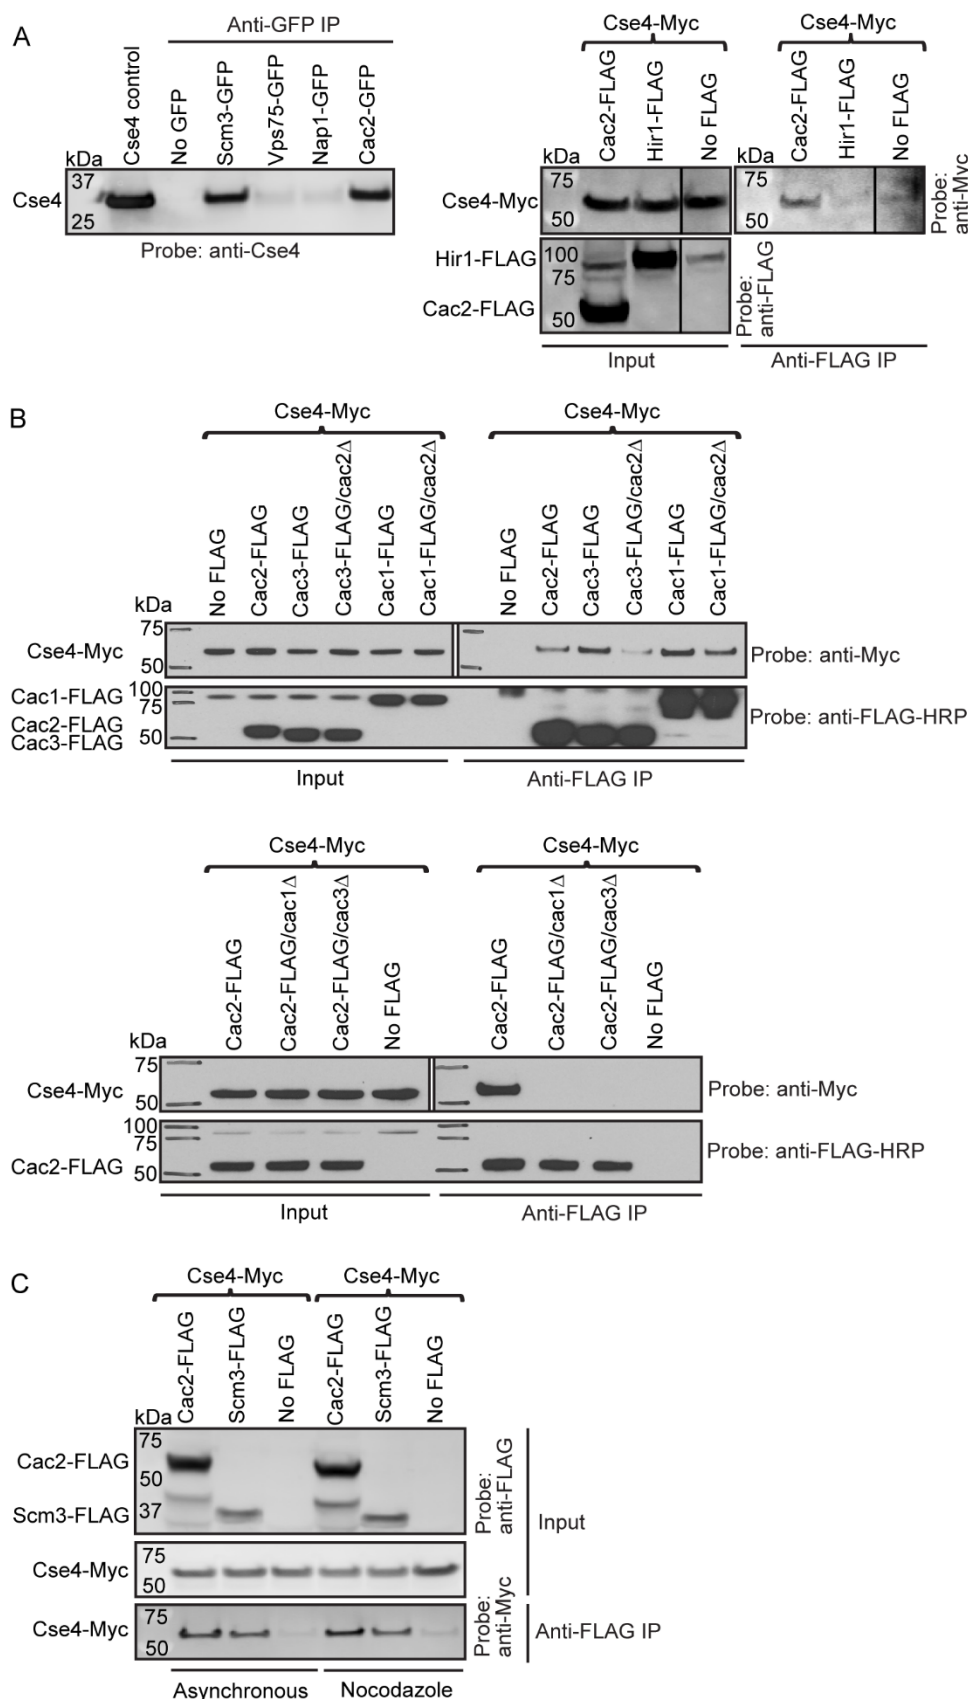 A
Anti-GFP IP
Cse4 control
No GFP
Scm3-GFP
Vps75-GFP
Nap1-GFP
Cac2-GFP
kDa
37
Cse4
25
Probe: anti-Cse4
Cse4-Myc
Cse4-Myc
Cac2-FLAG
Hir1-FLAG
No FLAG
Cac2-FLAG
Hir1-FLAG
No FLAG
kDa
kDa
75
75
Cse4-Myc
50
50
Probe:
anti-Myc
Hir1-FLAG
100
75
Cac2-FLAG
50
Probe:
anti-FLAG
Input
Anti-FLAG IP
B
Cse4-Myc
Cse4-Myc
No FLAG
Cac2-FLAG
Cac3-FLAG
Cac3-FLAG/cac2Δ
Cac1-FLAG
Cac1-FLAG/cac2Δ
No FLAG
Cac2-FLAG
Cac3-FLAG
Cac3-FLAG/cac2Δ
Cac1-FLAG
Cac1-FLAG/cac2Δ
kDa
75
Cse4-Myc
50
Probe: anti-Myc
Cac1-FLAG
100
75
Cac2-FLAG
Cac3-FLAG
50
Probe: anti-FLAG-HRP
Input
Anti-FLAG IP
Cse4-Myc
Cse4-Myc
Cac2-FLAG
Cac2-FLAG/cac1Δ
Cac2-FLAG/cac3Δ
No FLAG
Cac2-FLAG
Cac2-FLAG/cac1Δ
Cac2-FLAG/cac3Δ
No FLAG
kDa
75
Cse4-Myc
50
Probe: anti-Myc
100
75
Cac2-FLAG
50
Probe: anti-FLAG-HRP
Input
Anti-FLAG IP
C
Cse4-Myc
Cse4-Myc
Cac2-FLAG
Scm3-FLAG
No FLAG
Cac2-FLAG
Scm3-FLAG
No FLAG
kDa
75
Cac2-FLAG
50
Scm3-FLAG
37
Probe:
anti-FLAG
Input
75
Cse4-Myc
50
75
Cse4-Myc
50
Probe:
anti-Myc
Anti-FLAG IP
Asynchronous
Nocodazole